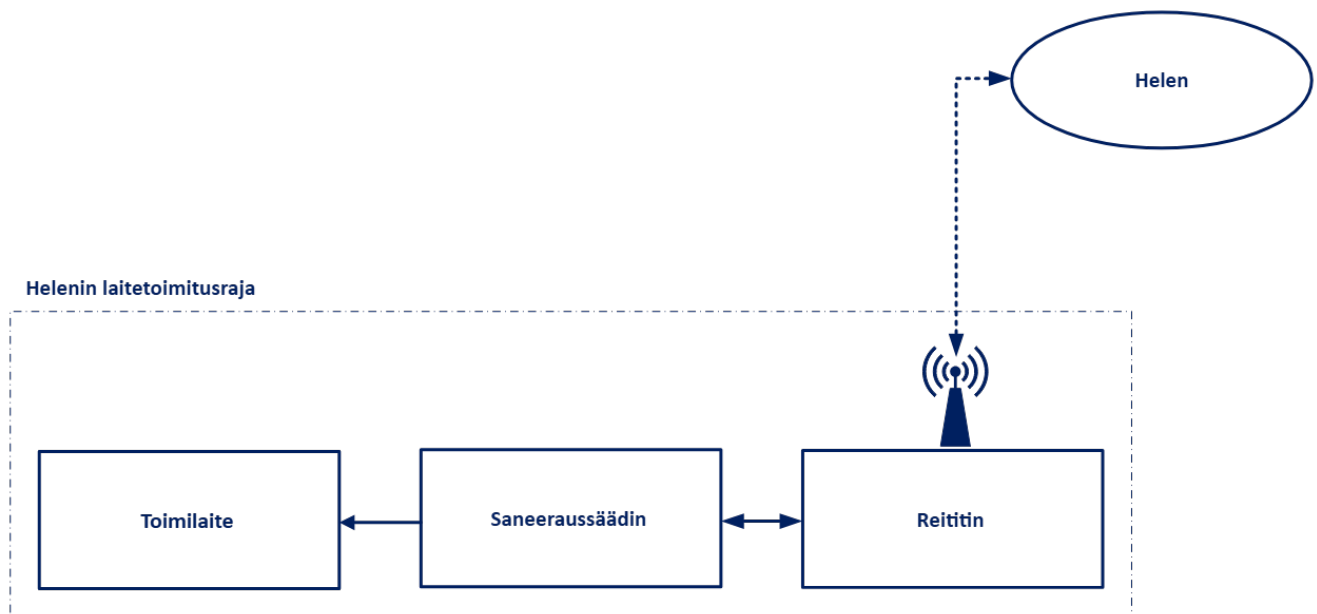 Helen
Helenin laitetoimitusraja
Toimilaite
Saneeraussäädin
Reititin